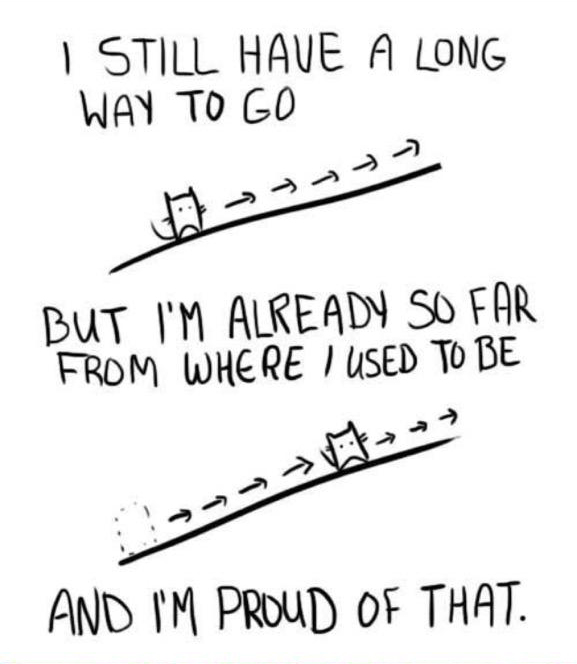 I STILL HAVE A LONG
WAY TO GO
BUT I'M ALREADY SO FAR
FROM WHERE I USED TO BE
AND I'M PROUD OF THAT.